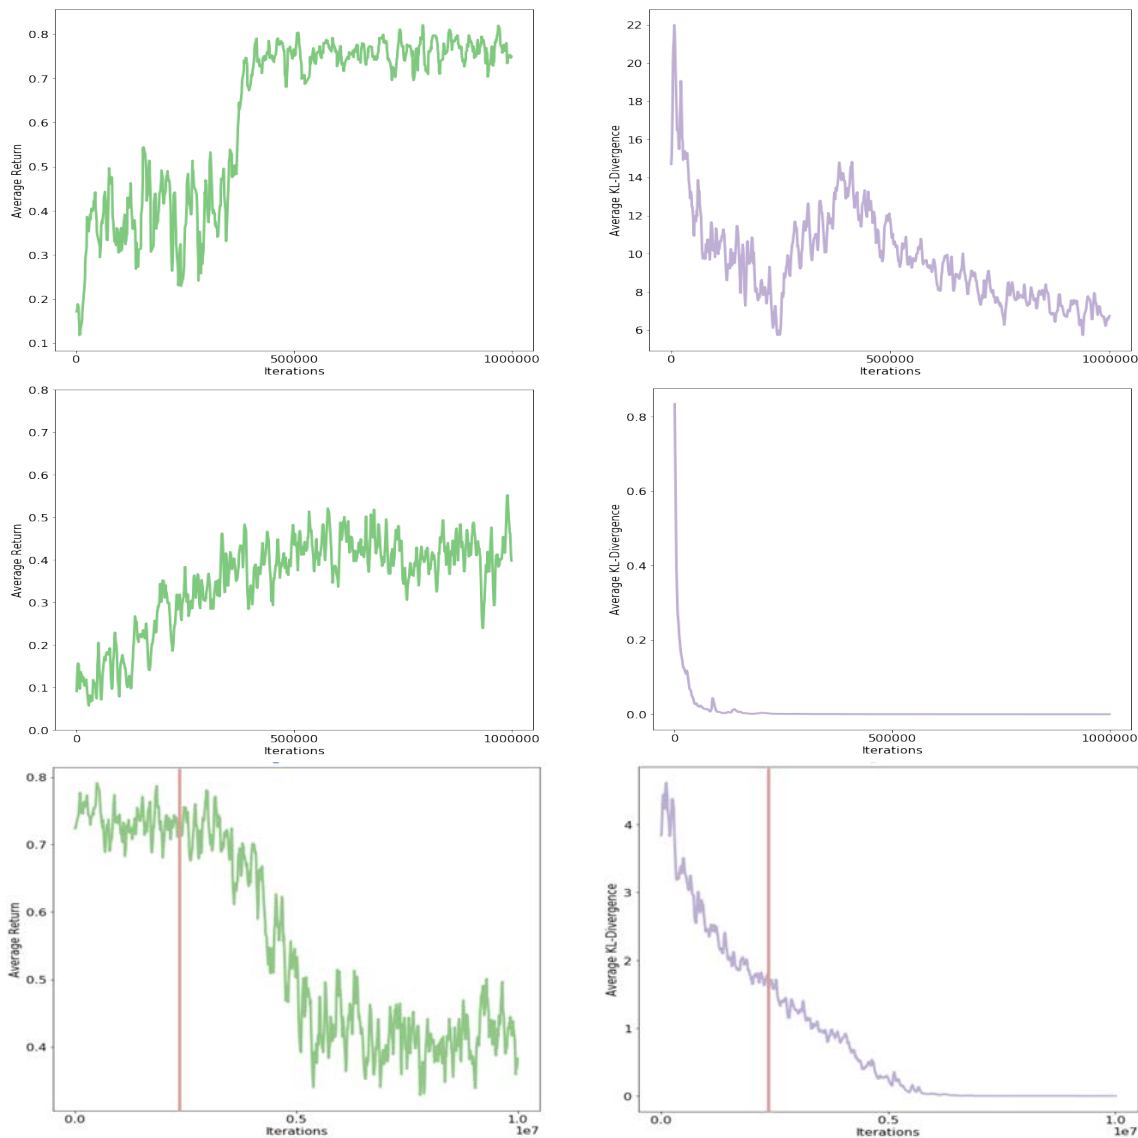 Average Return
0.8
0.7
0.6
0.5
0.4
0.3
0.2
0.1
0 500000 1000000
Iterations
Average KL-Divergence
22
20
18
16
14
12
10
8
6
0 500000 1000000
Iterations
Average Return
0.8
0.7
0.6
0.5
0.4
0.3
0.2
0.1
0.0
0 500000 1000000
Iterations
Average KL-Divergence
0.8
0.6
0.4
0.2
0.0
0 500000 1000000
Iterations
Average Return
0.8
0.7
0.6
0.5
0.4
0.0 0.5 1.0
Iterations 1e7
Average KL-Divergence
4
3
2
1
0
0.0 0.5 1.0
Iterations 1e7